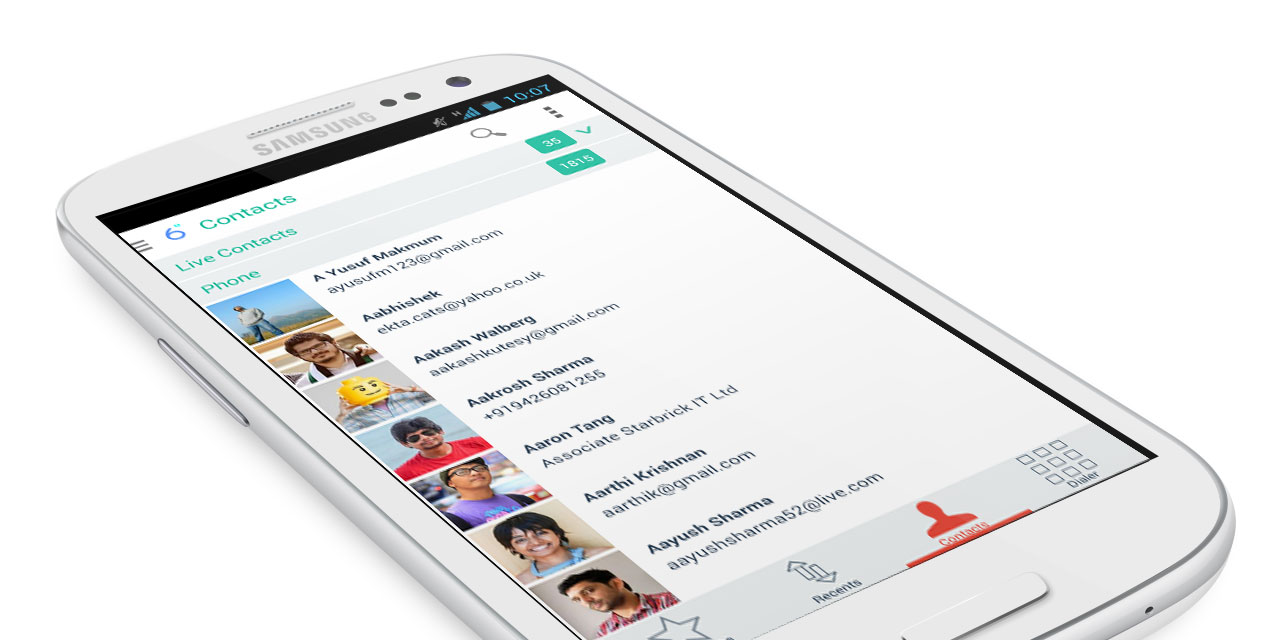 SAMSUNG
H 10:07
6 Contacts
Live Contacts 35
Phone 1815
A Yusuf Makmum
ayusufm123@gmail.com
Aabhishek
ekta.cats@yahoo.co.uk
Aakash Walberg
aakashkutesy@gmail.com
Aakrosh Sharma
+919426081255
Aaron Tang
Associate Starbrick IT Ltd
Aarthi Krishnan
aarthik@gmail.com
Aayush Sharma
aayushsharma52@live.com
Recents
Contacts
Dialer